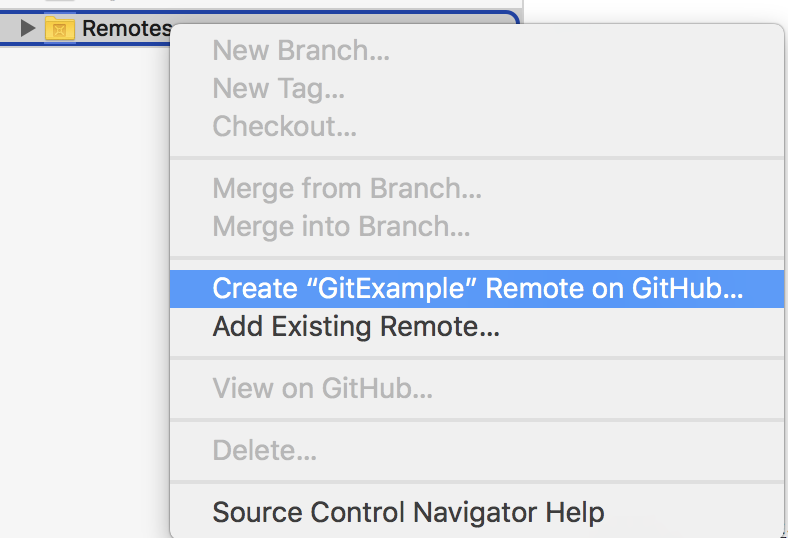 Remotes
New Branch...
New Tag...
Checkout...
Merge from Branch...
Merge into Branch...
Create “GitExample” Remote on GitHub...
Add Existing Remote...
View on GitHub...
Delete...
Source Control Navigator Help